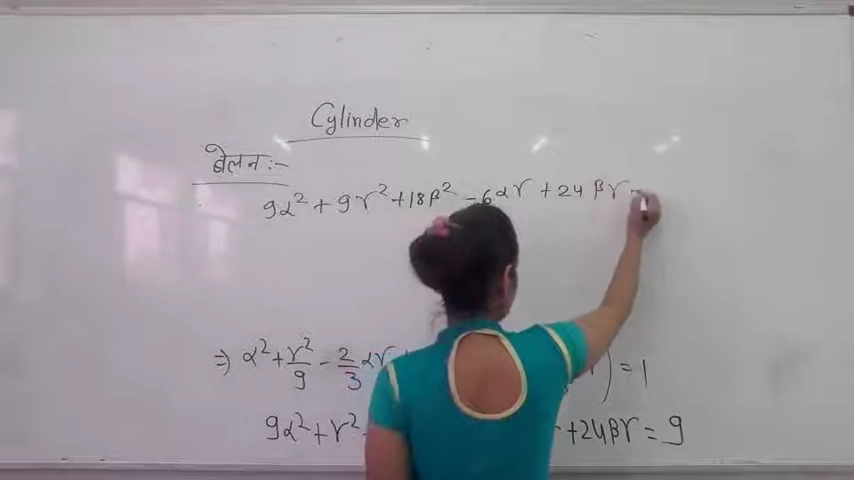 Cylinder
बेलन :-
9α² + 9γ² + 18β² - 6αγ + 24βγ =
⇒ α² + γ²/9 - 2/3 αγ ) = 1
9α² + γ² + 24βγ = 9